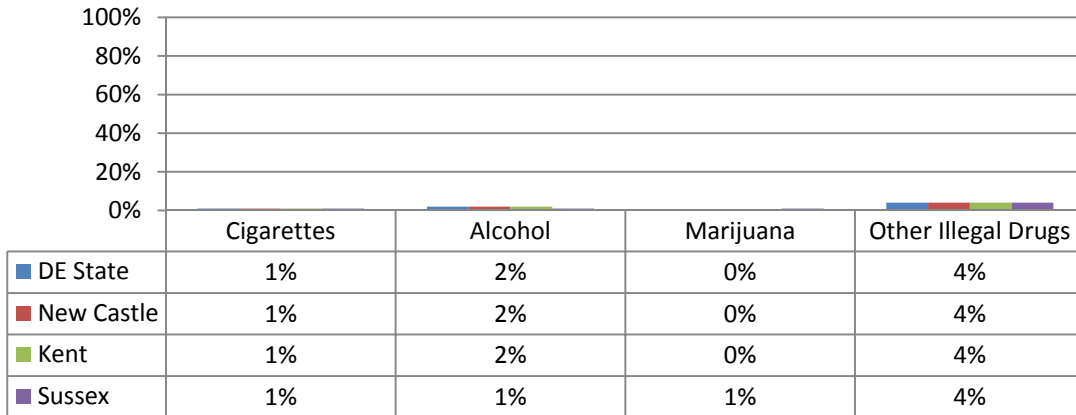 100%
80%
60%
40%
20%
0%
Cigarettes Alcohol Marijuana Other Illegal Drugs
DE State 1% 2% 0% 4%
New Castle 1% 2% 0% 4%
Kent 1% 2% 0% 4%
Sussex 1% 1% 1% 4%